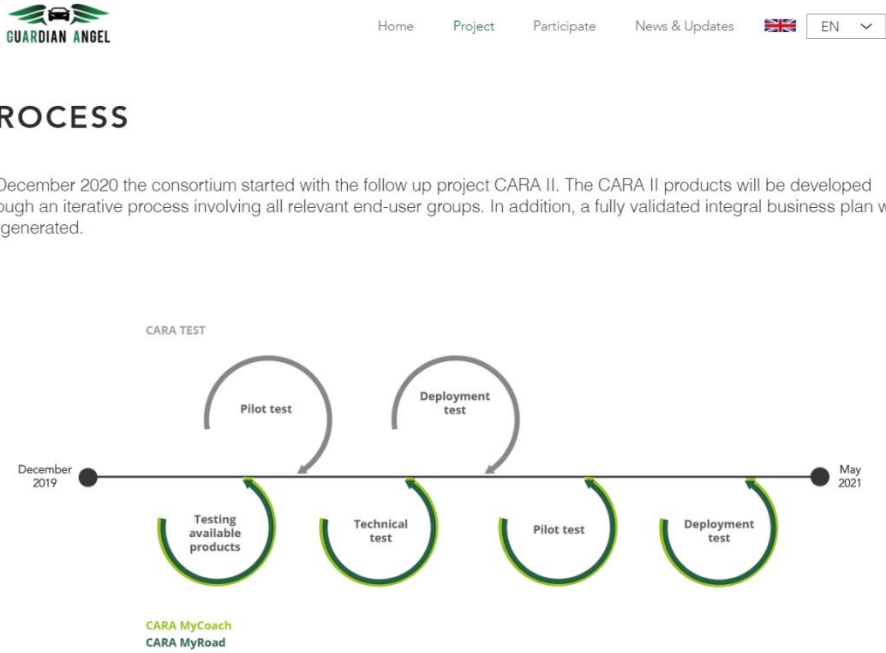 GUARDIAN ANGEL
Home Project Participate News & Updates EN
ROCESS
December 2020 the consortium started with the follow up project CARA II. The CARA II products will be developed
ough an iterative process involving all relevant end-user groups. In addition, a fully validated integral business plan w
generated.
CARA TEST
Pilot test
Deployment
test
December
2019
May
2021
Testing
available
products
Technical
test
Pilot test
Deployment
test
CARA MyCoach
CARA MyRoad